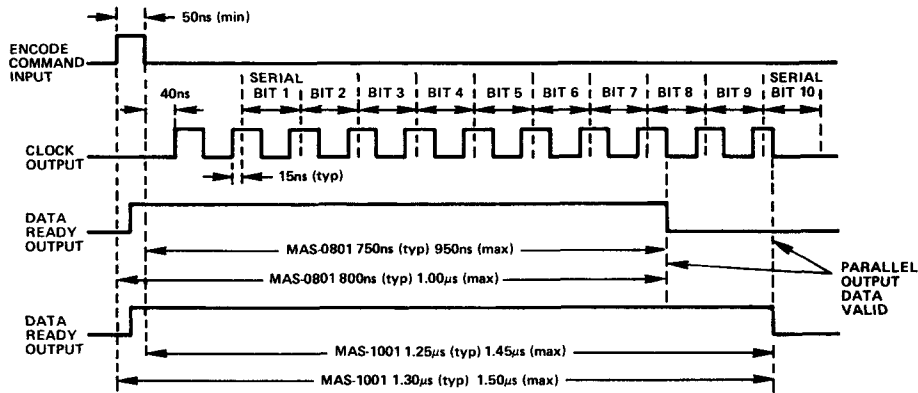 50ns (min)
ENCODE
COMMAND
INPUT
SERIAL
BIT 1 BIT 2 BIT 3 BIT 4 BIT 5 BIT 6 BIT 7 BIT 8 BIT 9
SERIAL
BIT 10
40ns
CLOCK
OUTPUT
15ns (typ)
DATA
READY
OUTPUT
MAS-0801 750ns (typ) 950ns (max)
MAS-0801 800ns (typ) 1.00μs (max)
PARALLEL
OUTPUT
DATA
VALID
DATA
READY
OUTPUT
MAS-1001 1.25μs (typ) 1.45μs (max)
MAS-1001 1.30μs (typ) 1.50μs (max)